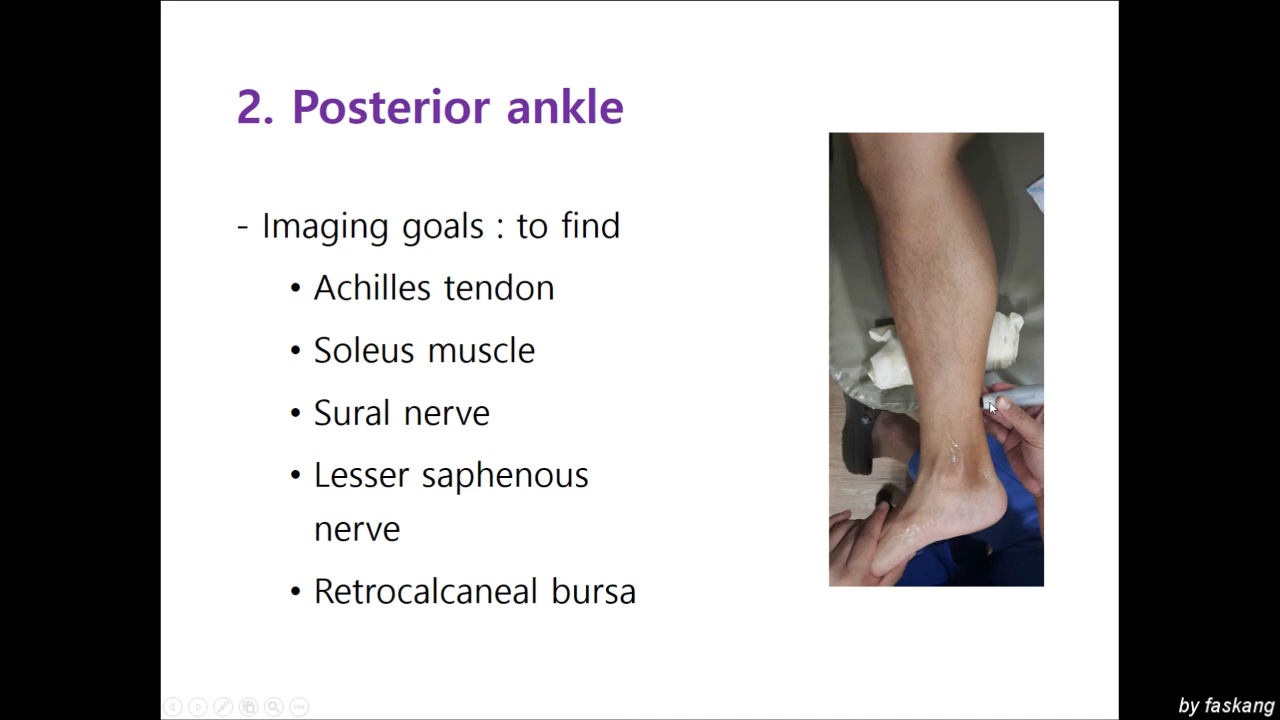 2. Posterior ankle
- Imaging goals : to find
• Achilles tendon
• Soleus muscle
• Sural nerve
• Lesser saphenous
nerve
• Retrocalcaneal bursa
by faskang